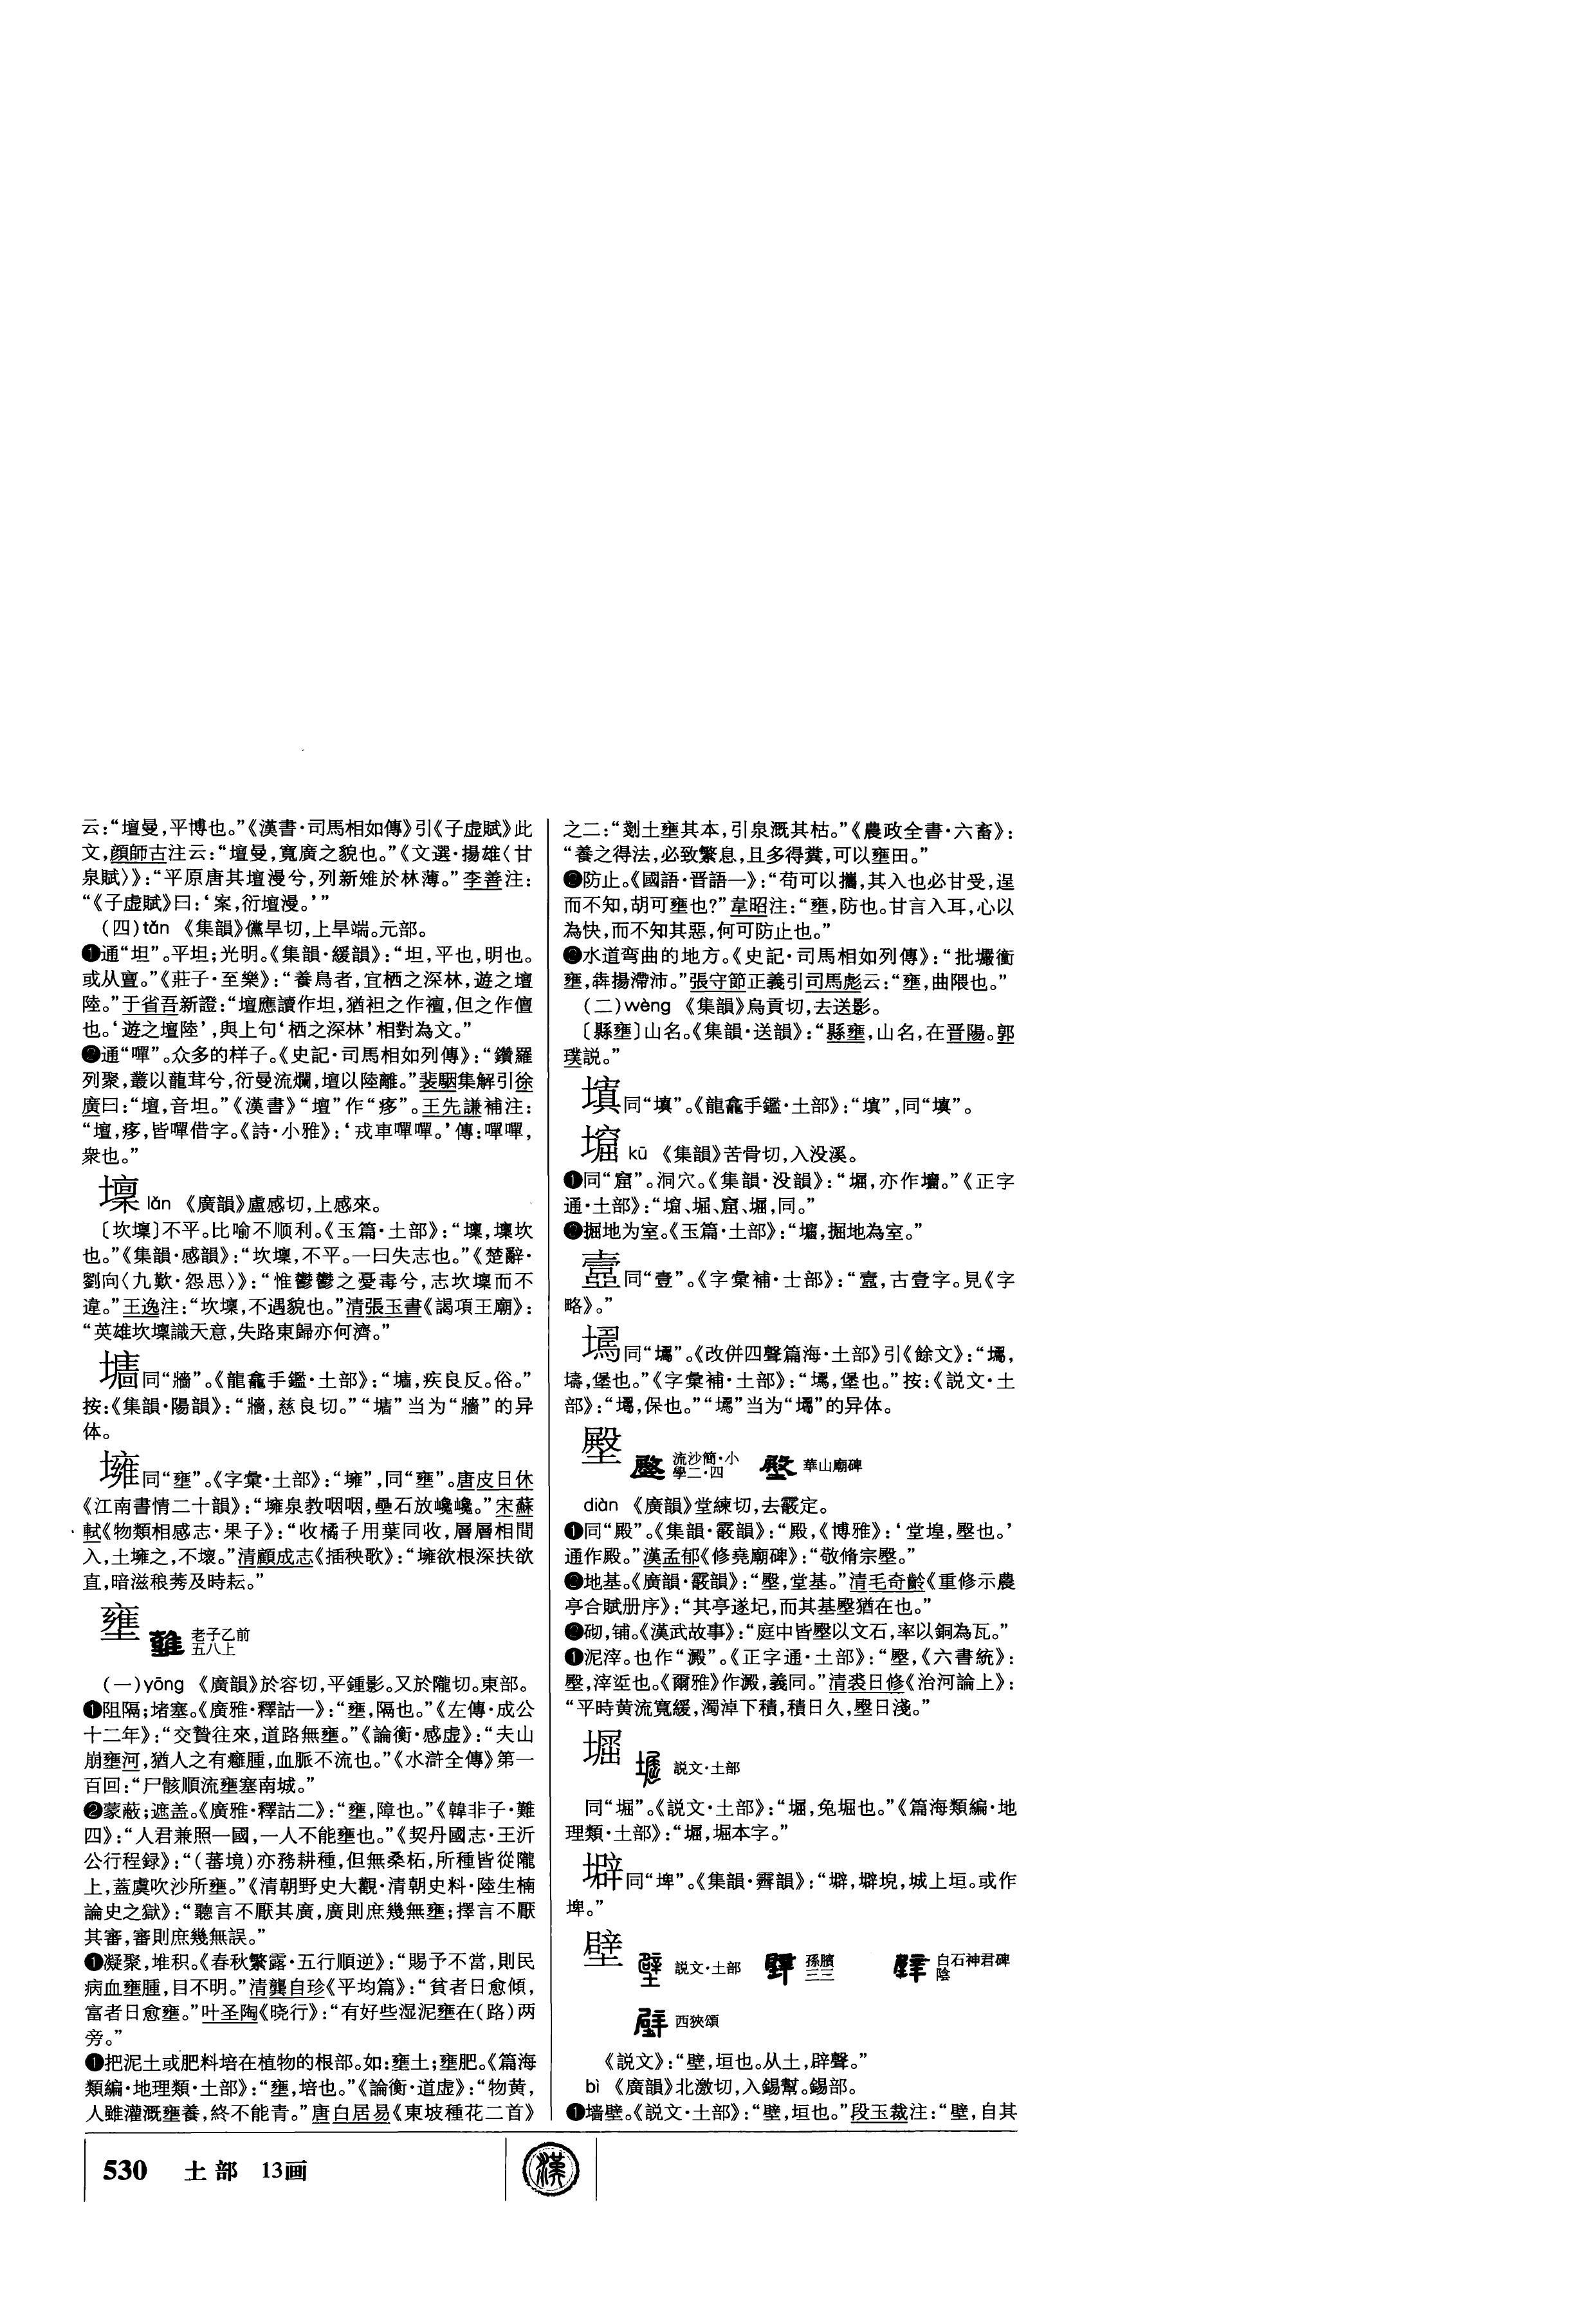 云:“壇曼,平博也。”《漢書·司馬相如傳》引《子虛賦》此
文,顔師古注云:“壇曼,寬廣之貌也。”《文選·揚雄〈甘
泉賦〉》:“平原唐其壇漫兮,列新雉於林薄。”李善注:
“《子虛賦》曰:‘案,衍壇漫。’”
(四)tǎn 《集韻》儻旱切,上旱端。元部。
❶通“坦”。平坦;光明。《集韻·緩韻》:“坦,平也,明也。
或从亶。”《莊子·至樂》:“養鳥者,宜栖之深林,遊之壇
陸。”于省吾新證:“壇應讀作坦,猶袒之作襢,但之作儃
也。‘遊之壇陸’,與上句‘栖之深林’相對為文。”
❷通“嘽”。众多的样子。《史記·司馬相如列傳》:“鑽羅
列聚,叢以蘢茸兮,衍曼流爛,壇以陸離。”裴駰集解引徐
廣曰:“壇,音坦。”《漢書》“壇”作“㾋”。王先謙補注:
“壇,㾋,皆嘽借字。《詩·小雅》:‘戎車嘽嘽。’傳:嘽嘽,
衆也。”
壈 lǎn 《廣韻》盧感切,上感來。
〔坎壈〕不平。比喻不顺利。《玉篇·土部》:“壈,壈坎
也。”《集韻·感韻》:“坎壈,不平。一曰失志也。”《楚辭·
劉向〈九歎·怨思〉》:“惟鬱鬱之憂毒兮,志坎壈而不
違。”王逸注:“坎壈,不遇貌也。”清張玉書《謁項王廟》:
“英雄坎壈識天意,失路東歸亦何濟。”
墻同“牆”。《龍龕手鑑·土部》:“墻,疾良反。俗。”
按:《集韻·陽韻》:“牆,慈良切。”“墻”当为“牆”的异
体。
㙲同“壅”。《字彙·土部》:“㙲”,同“壅”。唐皮日休
《江南書情二十韻》:“㙲泉教咽咽,壘石放巉巉。”宋蘇
軾《物類相感志·果子》:“收橘子用葉同收,層層相間
入,土㙲之,不壞。”清顧成志《插秧歌》:“㙲欲根深扶欲
直,暗滋稂莠及時耘。”
壅 老子乙前
五八上
(一)yōng 《廣韻》於容切,平鍾影。又於隴切。東部。
❶阻隔;堵塞。《廣雅·釋詁一》:“壅,隔也。”《左傳·成公
十二年》:“交贄往來,道路無壅。”《論衡·感虛》:“夫山
崩壅河,猶人之有癰腫,血脈不流也。”《水滸全傳》第一
百回:“尸骸順流壅塞南城。”
❷蒙蔽;遮盖。《廣雅·釋詁二》:“壅,障也。”《韓非子·難
四》:“人君兼照一國,一人不能壅也。”《契丹國志·王沂
公行程録》:“(蕃境)亦務耕種,但無桑柘,所種皆從隴
上,蓋虞吹沙所壅。”《清朝野史大觀·清朝史料·陸生楠
論史之獄》:“聽言不厭其廣,廣則庶幾無壅;擇言不厭
其審,審則庶幾無誤。”
❶凝聚,堆积。《春秋繁露·五行順逆》:“賜予不當,則民
病血壅腫,目不明。”清龔自珍《平均篇》:“貧者日愈傾,
富者日愈壅。”叶圣陶《晓行》:“有好些湿泥壅在(路)两
旁。”
❶把泥土或肥料培在植物的根部。如:壅土;壅肥。《篇海
類編·地理類·土部》:“壅,培也。”《論衡·道虛》:“物黄,
人雖灌溉壅養,終不能青。”唐白居易《東坡種花二首》
之二:“剗土壅其本,引泉溉其枯。”《農政全書·六畜》:
“養之得法,必致繁息,且多得糞,可以壅田。”
❷防止。《國語·晋語一》:“苟可以攜,其入也必甘受,逞
而不知,胡可壅也?”韋昭注:“壅,防也。甘言入耳,心以
為快,而不知其惡,何可防止也。”
❷水道弯曲的地方。《史記·司馬相如列傳》:“批壧衝
壅,犇揚滯沛。”張守節正義引司馬彪云:“壅,曲隈也。”
(二)wèng 《集韻》烏貢切,去送影。
〔縣壅〕山名。《集韻·送韻》:“縣壅,山名,在晋陽。郭
璞説。”
同“填”。《龍龕手鑑·土部》:“”,同“填”。
kū 《集韻》苦骨切,入没溪。
❶同“窟”。洞穴。《集韻·没韻》:“堀,亦作。”《正字
通·土部》:“、堀、窟、堀,同。”
❷掘地为室。《玉篇·土部》:“,掘地為室。”
同“壹”。《字彙補·士部》:“,古壹字。見《字
略》。”
同“”。《改併四聲篇海·土部》引《餘文》:“,
壔,堡也。”《字彙補·土部》:“,堡也。”按:《説文·土
部》:“,保也。”“”当为“”的异体。
壂 流沙簡·小
學二·四 華山廟碑
diàn 《廣韻》堂練切,去霰定。
❶同“殿”。《集韻·霰韻》:“殿,《博雅》:‘堂堭,壂也。’
通作殿。”漢孟郁《修堯廟碑》:“敬脩宗壂。”
❷地基。《廣韻·霰韻》:“壂,堂基。”清毛奇齡《重修示農
亭合賦册序》:“其亭遂圮,而其基壂猶在也。”
❷砌,铺。《漢武故事》:“庭中皆壂以文石,率以銅為瓦。”
❶泥滓。也作“澱”。《正字通·土部》:“壂,《六書統》:
壂,滓垽也。《爾雅》作澱,義同。”清裘日修《治河論上》:
“平時黄流寬緩,濁淖下積,積日久,壂日淺。”
説文·土部
同“堀”。《説文·土部》:“,兔堀也。”《篇海類編·地
理類·土部》:“,堀本字。”
同“埤”。《集韻·霽韻》:“,堄,城上垣。或作
埤。”
壁 説文·土部 孫臏
三三 白石神君碑
陰
西狹頌
《説文》:“壁,垣也。从土,辟聲。”
bì 《廣韻》北激切,入錫幫。錫部。
❶墙壁。《説文·土部》:“壁,垣也。”段玉裁注:“壁,自其
530 土部 13画
漢